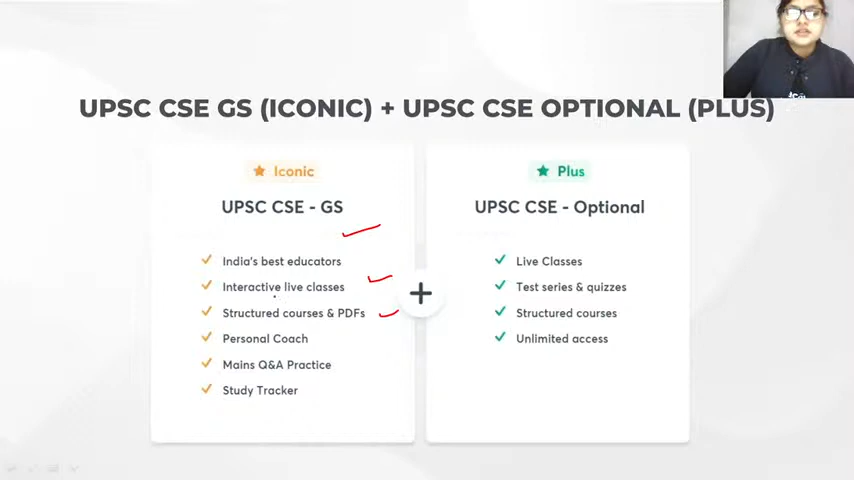 UPSC CSE GS (ICONIC) + UPSC CSE OPTIONAL (PLUS)
Iconic
UPSC CSE - GS
India's best educators
Interactive live classes
Structured courses & PDFs
Personal Coach
Mains Q&A Practice
Study Tracker
+
Plus
UPSC CSE - Optional
Live Classes
Test series & quizzes
Structured courses
Unlimited access